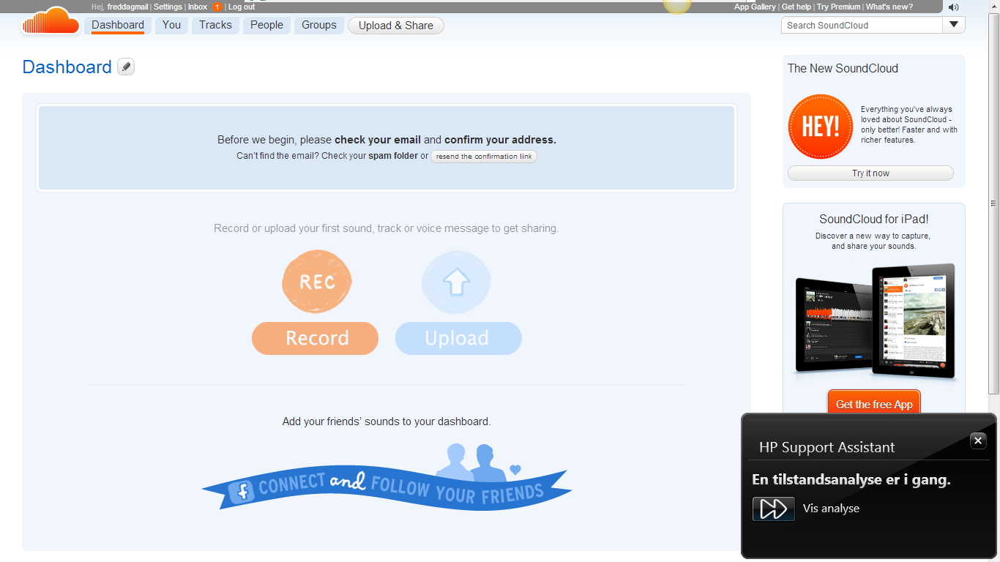 Hej, freddagmail | Settings | Inbox 1 | Log out
App Gallery | Get help | Try Premium | What's new?
Dashboard You Tracks People Groups Upload & Share
Search SoundCloud
Dashboard
Before we begin, please check your email and confirm your address.
Can't find the email? Check your spam folder or resend the confirmation link
Record or upload your first sound, track or voice message to get sharing.
REC
Record Upload
Add your friends' sounds to your dashboard.
f CONNECT and FOLLOW YOUR FRIENDS
The New SoundCloud
HEY!
Everything you've always
loved about SoundCloud -
only better! Faster and with
richer features.
Try it now
SoundCloud for iPad!
Discover a new way to capture,
and share your sounds.
Get the free App
HP Support Assistant
En tilstandsanalyse er i gang.
Vis analyse